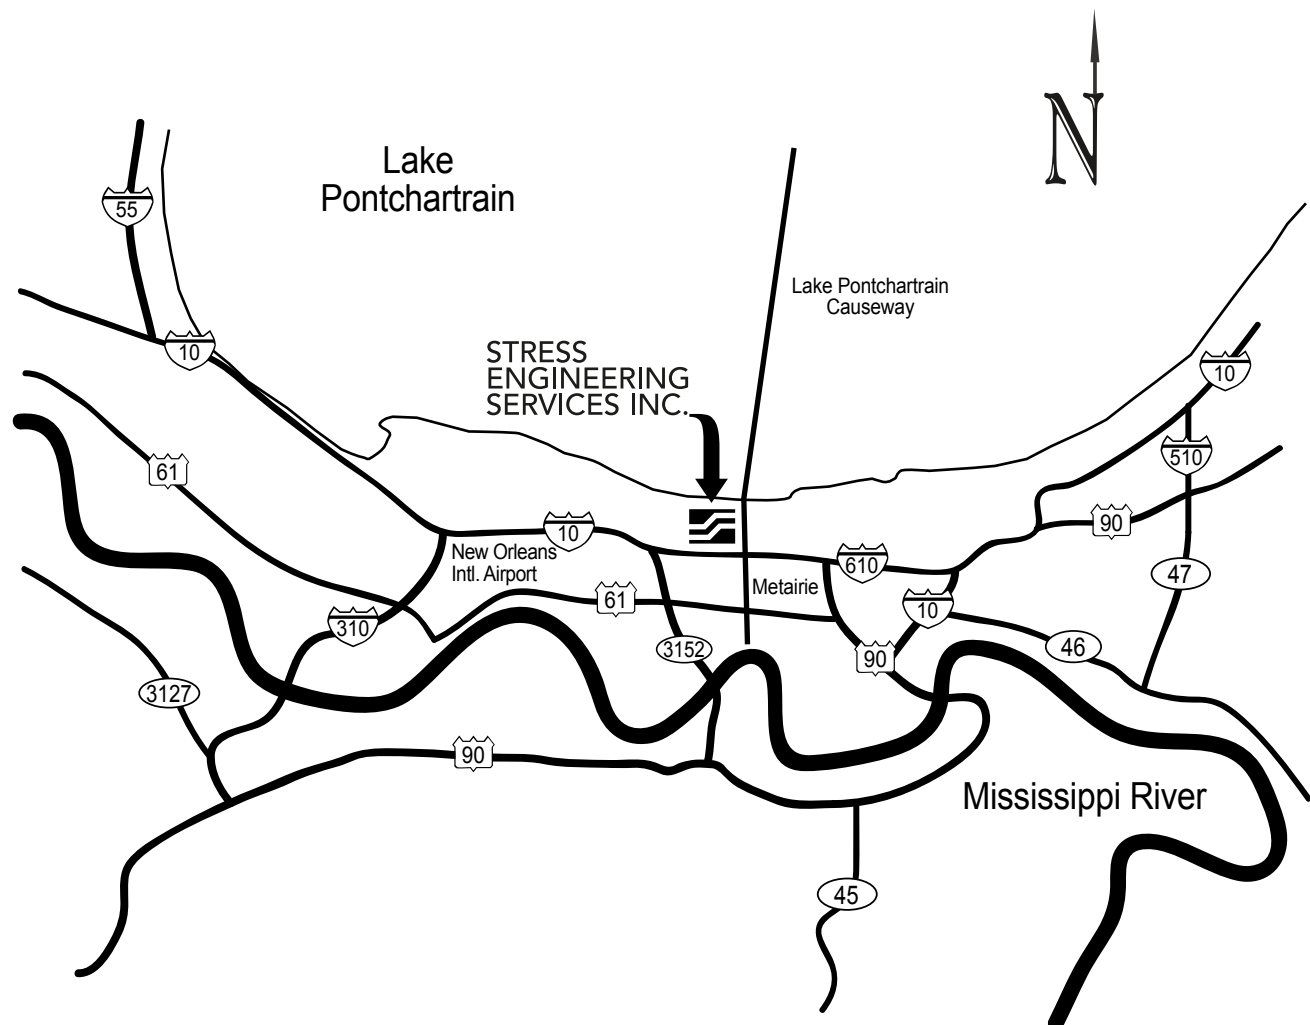 N
Lake
Pontchartrain
55
Lake Pontchartrain
Causeway
10
STRESS
ENGINEERING
SERVICES INC.
10
61
510
10
90
New Orleans
Intl. Airport
610
47
Metairie
61
10
310
3152
90
46
3127
90
Mississippi River
45